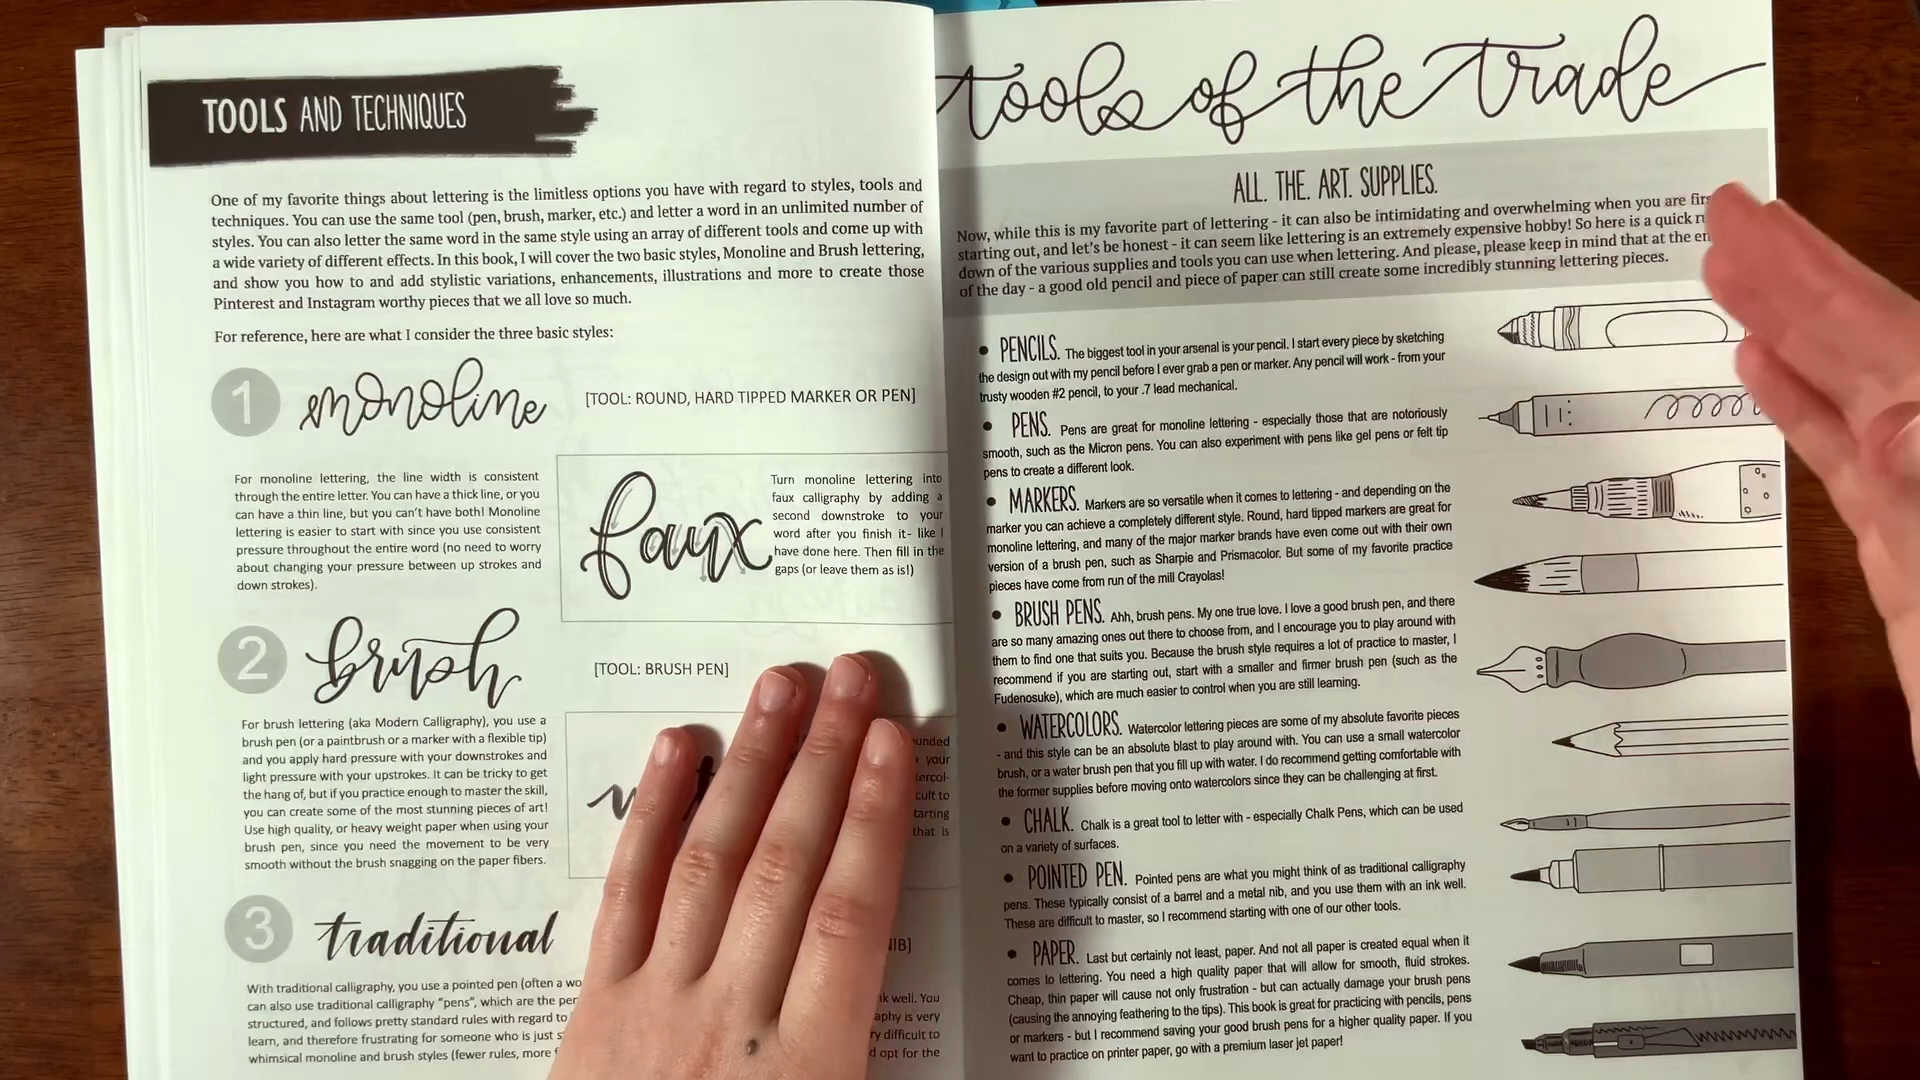 TOOLS AND TECHNIQUES
One of my favorite things about lettering is the limitless options you have with regard to styles, tools and
techniques. You can use the same tool (pen, brush, marker, etc.) and letter a word in an unlimited number of
styles. You can also letter the same word in the same style using an array of different tools and come up with
a wide variety of different effects. In this book, I will cover the two basic styles, Monoline and Brush lettering,
and show you how to and add stylistic variations, enhancements, illustrations and more to create those
Pinterest and Instagram worthy pieces that we all love so much.
For reference, here are what I consider the three basic styles:
1 monoline [TOOL: ROUND, HARD TIPPED MARKER OR PEN]
For monoline lettering, the line width is consistent
through the entire letter. You can have a thick line, or you
can have a thin line, but you can't have both! Monoline
lettering is easier to start with since you use consistent
pressure throughout the entire word (no need to worry
about changing your pressure between up strokes and
down strokes).
faux
Turn monoline lettering into
faux calligraphy by adding a
second downstroke to your
word after you finish it- like I
have done here. Then fill in the
gaps (or leave them as is!)
2 brush [TOOL: BRUSH PEN]
For brush lettering (aka Modern Calligraphy), you use a
brush pen (or a paintbrush or a marker with a flexible tip)
and you apply hard pressure with your downstrokes and
light pressure with your upstrokes. It can be tricky to get
the hang of, but if you practice enough to master the skill,
you can create some of the most stunning pieces of art!
Use high quality, or heavy weight paper when using your
brush pen, since you need the movement to be very
smooth without the brush snagging on the paper fibers.
your
cult to
that is
3 traditional
With traditional calligraphy, you use a pointed pen (often a
can also use traditional calligraphy "pens", which are the
structured, and follows pretty standard rules with regard to
learn, and therefore frustrating for someone who is just
whimsical monoline and brush styles (fewer rules, more
well. You
is very
difficult to
opt for the
tools of the trade
ALL. THE. ART. SUPPLIES.
Now, while this is my favorite part of lettering - it can also be intimidating and overwhelming when you are
starting out, and let's be honest - it can seem like lettering is an extremely expensive hobby! So here is a quick
down of the various supplies and tools you can use when lettering. And please, please keep in mind that at the
of the day - a good old pencil and piece of paper can still create some incredibly stunning lettering pieces.
• PENCILS. The biggest tool in your arsenal is your pencil. I start every piece by sketching
the design out with my pencil before I ever grab a pen or marker. Any pencil will work - from your
trusty wooden #2 pencil, to your .7 lead mechanical.
• PENS. Pens are great for monoline lettering - especially those that are notoriously
smooth, such as the Micron pens. You can also experiment with pens like gel pens or felt tip
pens to create a different look.
• MARKERS. Markers are so versatile when it comes to lettering - and depending on the
marker you can achieve a completely different style. Round, hard tipped markers are great for
monoline lettering, and many of the major marker brands have even come out with their own
version of a brush pen, such as Sharpie and Prismacolor. But some of my favorite practice
pieces have come from run of the mill Crayolas!
• BRUSH PENS. Ahh, brush pens. My one true love. I love a good brush pen, and there
are so many amazing ones out there to choose from, and I encourage you to play around with
them to find one that suits you. Because the brush style requires a lot of practice to master, I
recommend if you are starting out, start with a smaller and firmer brush pen (such as the
Fudenosuke), which are much easier to control when you are still learning.
• WATERCOLORS. Watercolor lettering pieces are some of my absolute favorite pieces
- and this style can be an absolute blast to play around with. You can use a small watercolor
brush, or a water brush pen that you fill up with water. I do recommend getting comfortable with
the former supplies before moving onto watercolors since they can be challenging at first.
• CHALK. Chalk is a great tool to letter with - especially Chalk Pens, which can be used
on a variety of surfaces.
• POINTED PEN. Pointed pens are what you might think of as traditional calligraphy
pens. These typically consist of a barrel and a metal nib, and you use them with an ink well.
These are difficult to master, so I recommend starting with one of our other tools.
• PAPER. Last but certainly not least, paper. And not all paper is created equal when it
comes to lettering. You need a high quality paper that will allow for smooth, fluid strokes.
Cheap, thin paper will cause not only frustration - but can actually damage your brush pens
(causing the annoying feathering to the tips). This book is great for practicing with pencils, pens
or markers - but I recommend saving your good brush pens for a higher quality paper. If you
want to practice on printer paper, go with a premium laser jet paper!